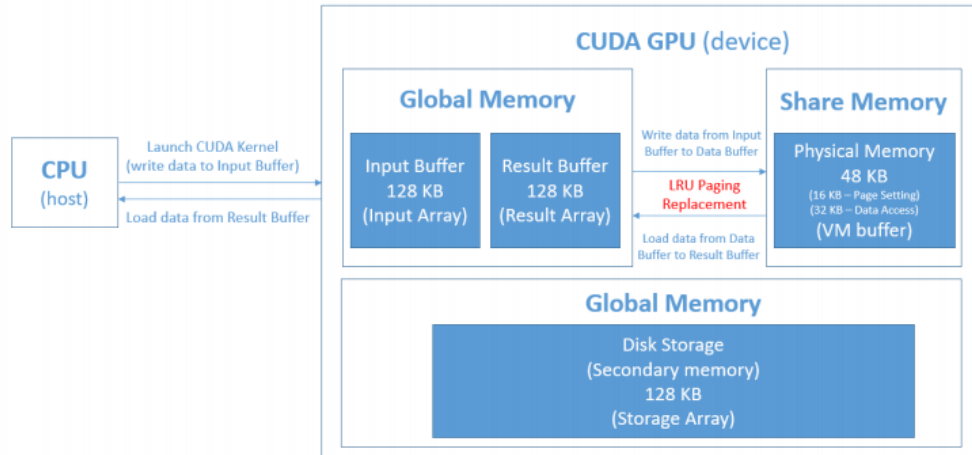 CUDA GPU (device)
Global Memory
Share Memory
CPU
(host)
Launch CUDA Kernel
(write data to Input Buffer)
Load data from Result Buffer
Input Buffer
128 KB
(Input Array)
Result Buffer
128 KB
(Result Array)
Write data from Input
Buffer to Data Buffer
LRU Paging
Replacement
Load data from Data
Buffer to Result Buffer
Physical Memory
48 KB
(16 KB – Page Setting)
(32 KB – Data Access)
(VM buffer)
Global Memory
Disk Storage
(Secondary memory)
128 KB
(Storage Array)